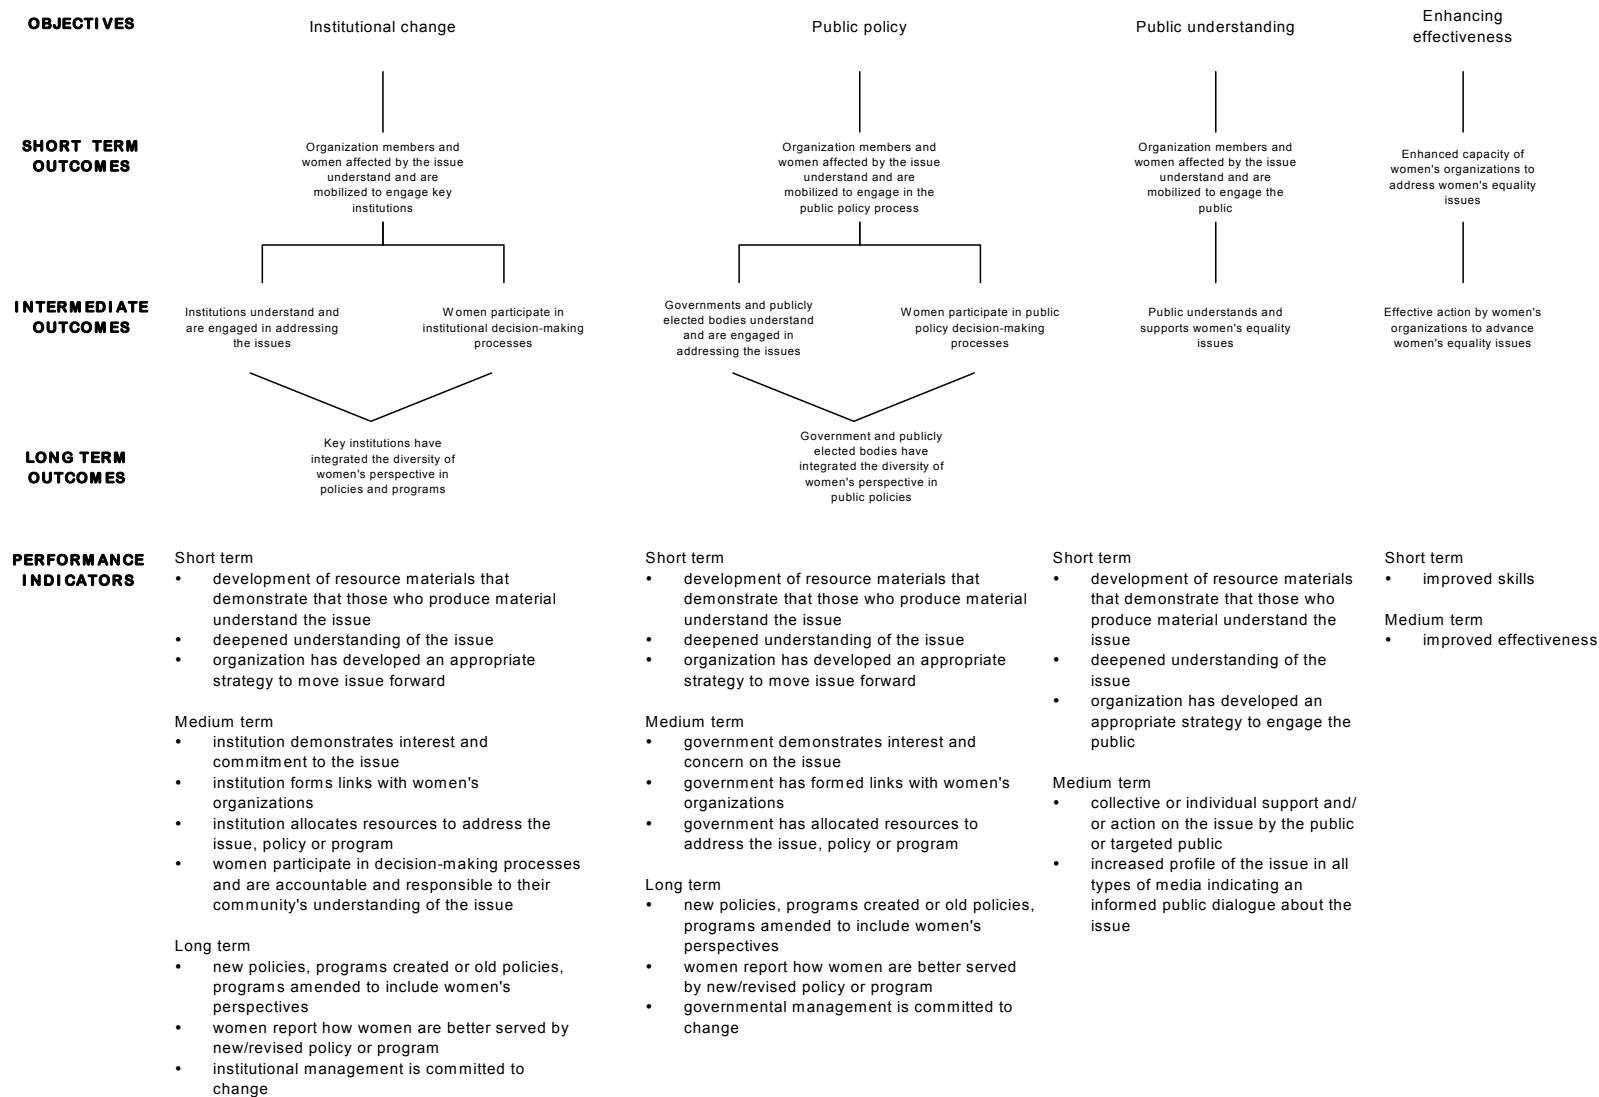 OBJECTIVES
Institutional change
Public policy
Public understanding
Enhancing
effectiveness
SHORT TERM
OUTCOMES
Organization members and
women affected by the issue
understand and are
mobilized to engage key
institutions
Organization members and
women affected by the issue
understand and are
mobilized to engage in the
public policy process
Organization members and
women affected by the issue
understand and are
mobilized to engage the
public
Enhanced capacity of
women's organizations to
address women's equality
issues
INTERMEDIATE
OUTCOMES
Institutions understand and
are engaged in addressing
the issues
Women participate in
institutional decision-making
processes
Governments and publicly
elected bodies understand
and are engaged in
addressing the issues
Women participate in public
policy decision-making
processes
Public understands and
supports women's equality
issues
Effective action by women's
organizations to advance
women's equality issues
LONG TERM
OUTCOMES
Key institutions have
integrated the diversity of
women's perspective in
policies and programs
Government and publicly
elected bodies have
integrated the diversity of
women's perspective in
public policies
PERFORMANCE
INDICATORS
Short term
• development of resource materials that
demonstrate that those who produce material
understand the issue
• deepened understanding of the issue
• organization has developed an appropriate
strategy to move issue forward
Medium term
• institution demonstrates interest and
commitment to the issue
• institution forms links with women's
organizations
• institution allocates resources to address the
issue, policy or program
• women participate in decision-making processes
and are accountable and responsible to their
community's understanding of the issue
Long term
• new policies, programs created or old policies,
programs amended to include women's
perspectives
• women report how women are better served by
new/revised policy or program
• institutional management is committed to
change
Short term
• development of resource materials that
demonstrate that those who produce material
understand the issue
• deepened understanding of the issue
• organization has developed an appropriate
strategy to move issue forward
Medium term
• government demonstrates interest and
concern on the issue
• government has formed links with women's
organizations
• government has allocated resources to
address the issue, policy or program
Long term
• new policies, programs created or old policies,
programs amended to include women's
perspectives
• women report how women are better served
by new/revised policy or program
• governmental management is committed to
change
Short term
• development of resource materials
that demonstrate that those who
produce material understand the
issue
• deepened understanding of the
issue
• organization has developed an
appropriate strategy to engage the
public
Medium term
• collective or individual support and/
or action on the issue by the public
or targeted public
• increased profile of the issue in all
types of media indicating an
informed public dialogue about the
issue
Short term
• improved skills
Medium term
• improved effectiveness